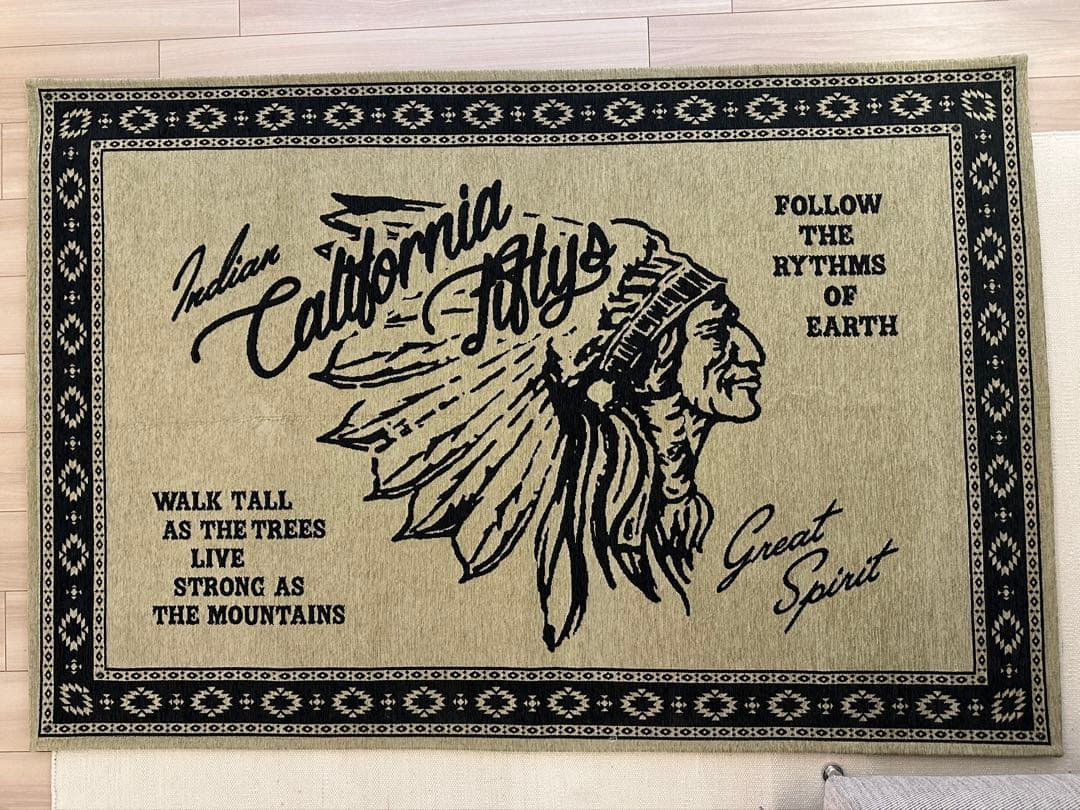 Indian
California
Fiftys
FOLLOW
THE
RYTHMS
OF
EARTH
WALK TALL
AS THE TREES
LIVE
STRONG AS
THE MOUNTAINS
Great
Spirit